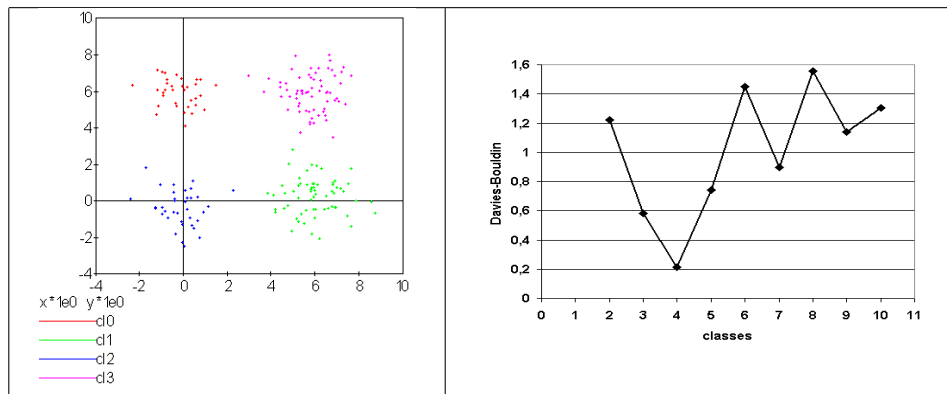 10
8
6
4
2
0
-2
-4
-4 -2 0 2 4 6 8 10
x*1e0 y*1e0
cl0
cl1
cl2
cl3
1,6
1,4
1,2
1
0,8
0,6
0,4
0,2
0
Davies-Bouldin
0 1 2 3 4 5 6 7 8 9 10 11
classes